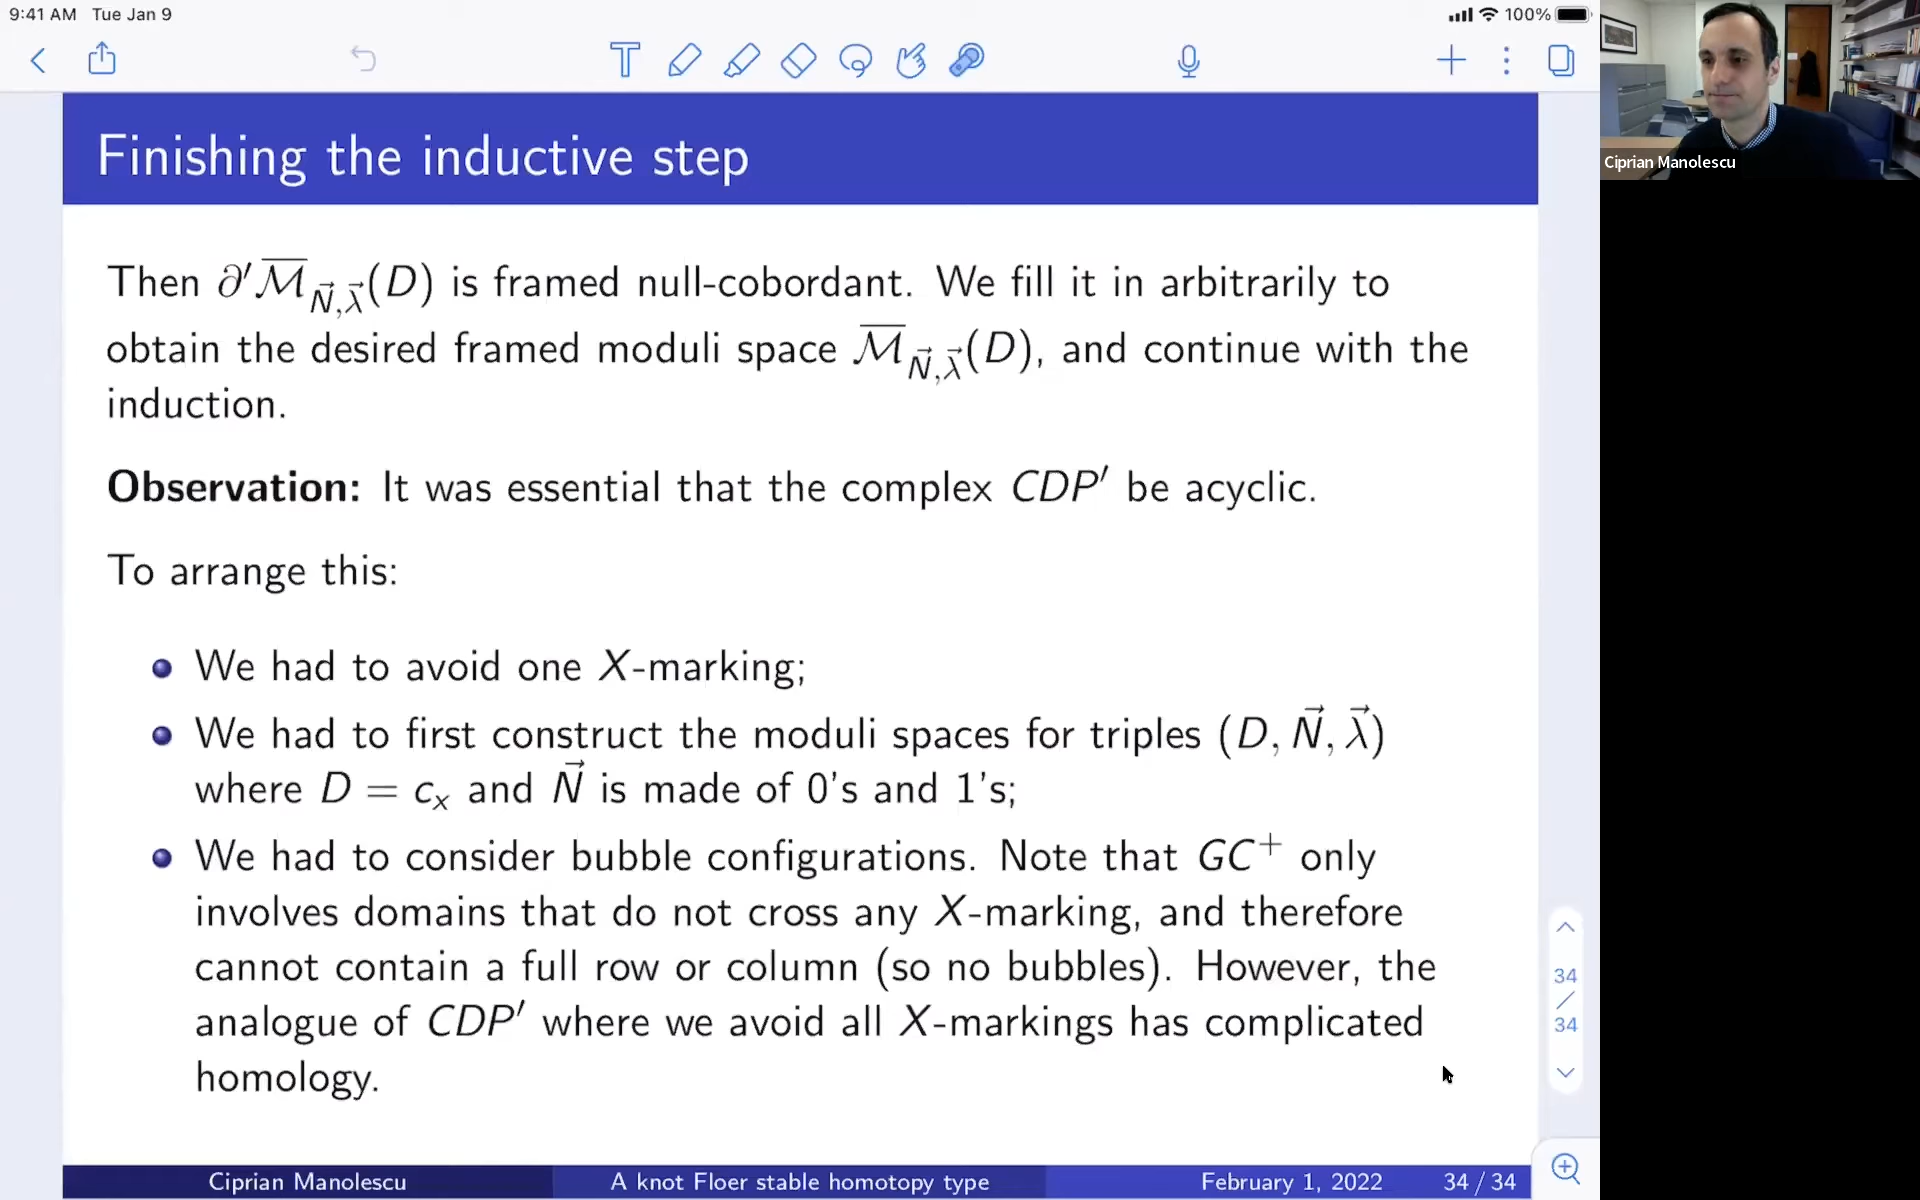 9:41 AM Tue Jan 9
100%
Finishing the inductive step
Then ∂′M̅_{N⃗,λ⃗}(D) is framed null-cobordant. We fill it in arbitrarily to
obtain the desired framed moduli space M̅_{N⃗,λ⃗}(D), and continue with the
induction.
Observation: It was essential that the complex CDP′ be acyclic.
To arrange this:
We had to avoid one X-marking;
We had to first construct the moduli spaces for triples (D, N⃗, λ⃗)
where D = c_x and N⃗ is made of 0's and 1's;
We had to consider bubble configurations. Note that GC⁺ only
involves domains that do not cross any X-marking, and therefore
cannot contain a full row or column (so no bubbles). However, the
analogue of CDP′ where we avoid all X-markings has complicated
homology.
34
/
34
Ciprian Manolescu A knot Floer stable homotopy type February 1, 2022 34 / 34
Ciprian Manolescu